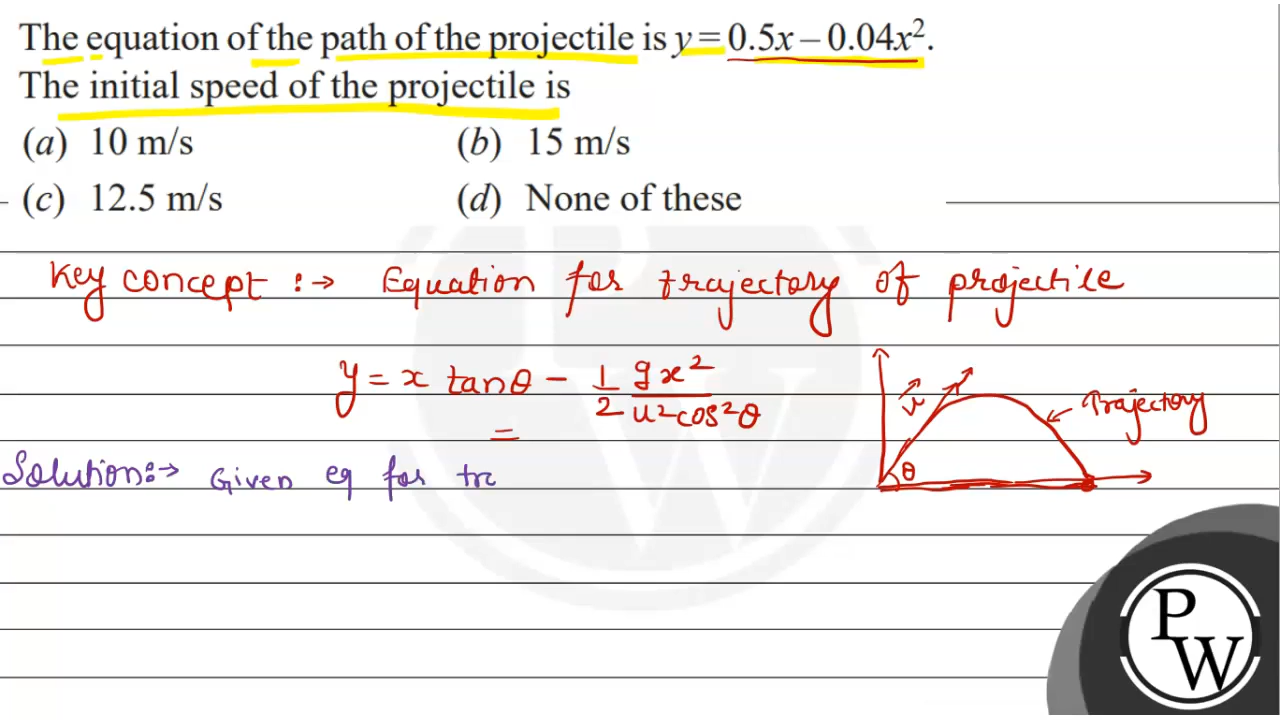 The equation of the path of the projectile is y = 0.5x – 0.04x².
The initial speed of the projectile is
(a) 10 m/s (b) 15 m/s
(c) 12.5 m/s (d) None of these
Key concept :→ Equation for trajectory of projectile
y = x tanθ − 1/2 gx²/u²cos²θ
=
u
Trajectory
θ
Solution:→ Given eq for tra
P
W